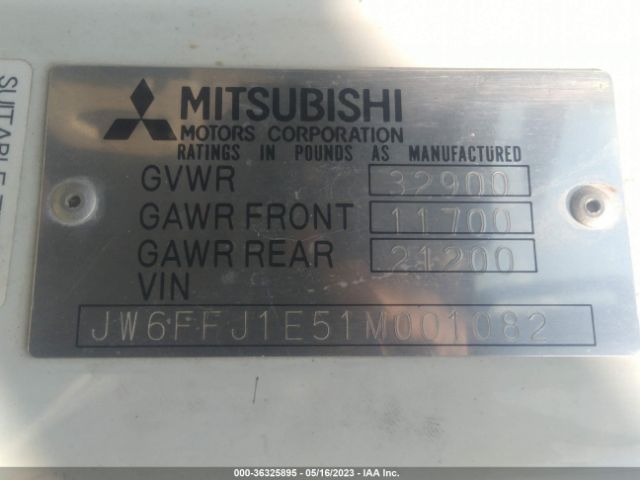 SUITABLE T
MITSUBISHI
MOTORS CORPORATION
RATINGS IN POUNDS AS MANUFACTURED
GVWR 32900
GAWR FRONT 11700
GAWR REAR 21200
VIN
JW6FFJ1E51M001082
000-36325895 - 05/16/2023 - IAA Inc.